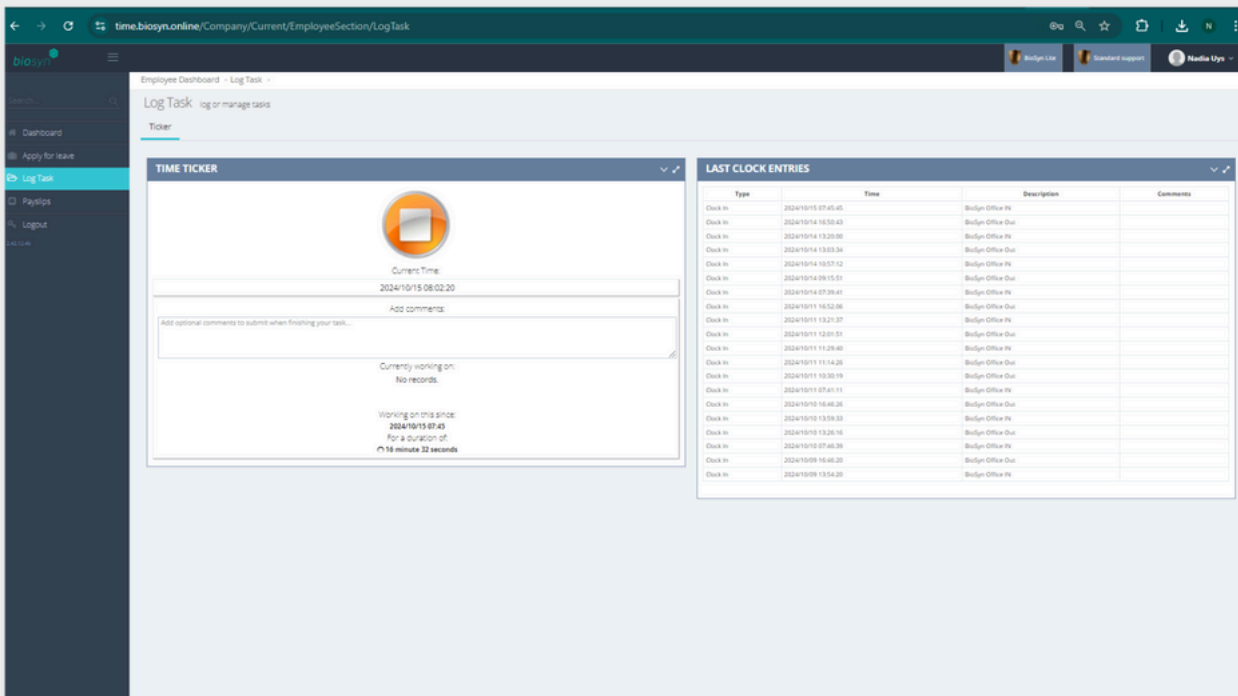 time.biosyn.online/Company/Current/EmployeeSection/LogTask
N
biosyn
BioSyn Lite
Standard support
Nadia Uys
Search...
Employee Dashboard
Log Task
Log Task log or manage tasks
Ticker
Dashboard
Apply for leave
Log Task
Payslips
Logout
TIME TICKER
Current Time:
2024/10/15 08:02:20
Add comments:
Add optional comments to submit when finishing your task...
Currently working on:
No records.
Working on this since:
2024/10/15 07:45
For a duration of:
16 minute 32 seconds
LAST CLOCK ENTRIES
Type Time Description Comments
Clock In 2024/10/15 07:45:45 BioSyn Office IN
Clock In 2024/10/14 16:50:43 BioSyn Office Out
Clock In 2024/10/14 13:20:00 BioSyn Office IN
Clock In 2024/10/14 13:03:34 BioSyn Office Out
Clock In 2024/10/14 10:57:12 BioSyn Office IN
Clock In 2024/10/14 09:15:51 BioSyn Office Out
Clock In 2024/10/14 07:39:41 BioSyn Office IN
Clock In 2024/10/11 16:52:06 BioSyn Office Out
Clock In 2024/10/11 13:21:37 BioSyn Office IN
Clock In 2024/10/11 12:01:51 BioSyn Office Out
Clock In 2024/10/11 11:29:40 BioSyn Office IN
Clock In 2024/10/11 11:14:26 BioSyn Office Out
Clock In 2024/10/11 10:30:19 BioSyn Office Out
Clock In 2024/10/11 07:41:11 BioSyn Office IN
Clock In 2024/10/10 16:46:26 BioSyn Office Out
Clock In 2024/10/10 13:59:33 BioSyn Office IN
Clock In 2024/10/10 13:26:16 BioSyn Office Out
Clock In 2024/10/10 07:46:39 BioSyn Office IN
Clock In 2024/10/09 16:46:20 BioSyn Office Out
Clock In 2024/10/09 13:54:20 BioSyn Office IN